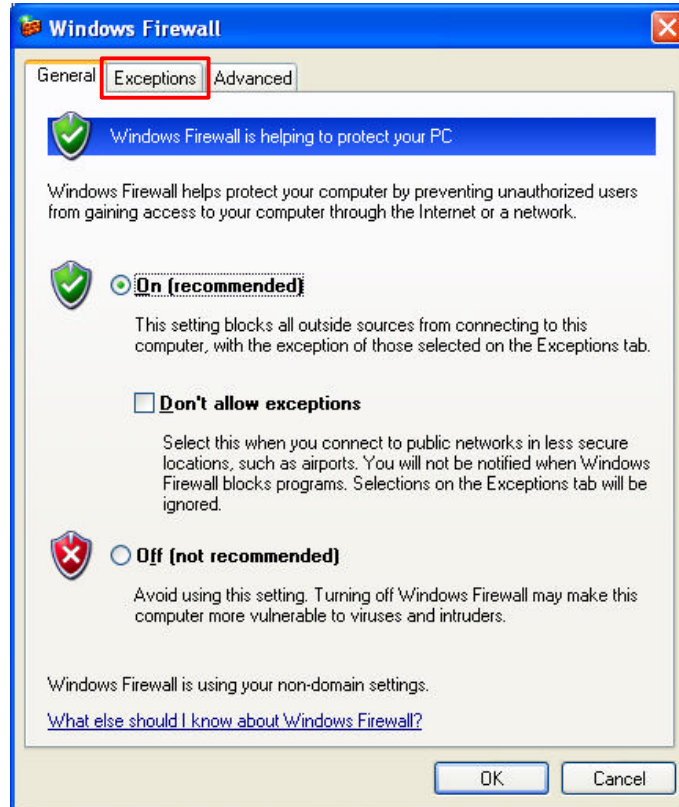 Windows Firewall
General Exceptions Advanced
Windows Firewall is helping to protect your PC
Windows Firewall helps protect your computer by preventing unauthorized users
from gaining access to your computer through the Internet or a network.
On (recommended)
This setting blocks all outside sources from connecting to this
computer, with the exception of those selected on the Exceptions tab.
Don't allow exceptions
Select this when you connect to public networks in less secure
locations, such as airports. You will not be notified when Windows
Firewall blocks programs. Selections on the Exceptions tab will be
ignored.
Off (not recommended)
Avoid using this setting. Turning off Windows Firewall may make this
computer more vulnerable to viruses and intruders.
Windows Firewall is using your non-domain settings.
What else should I know about Windows Firewall?
OK Cancel